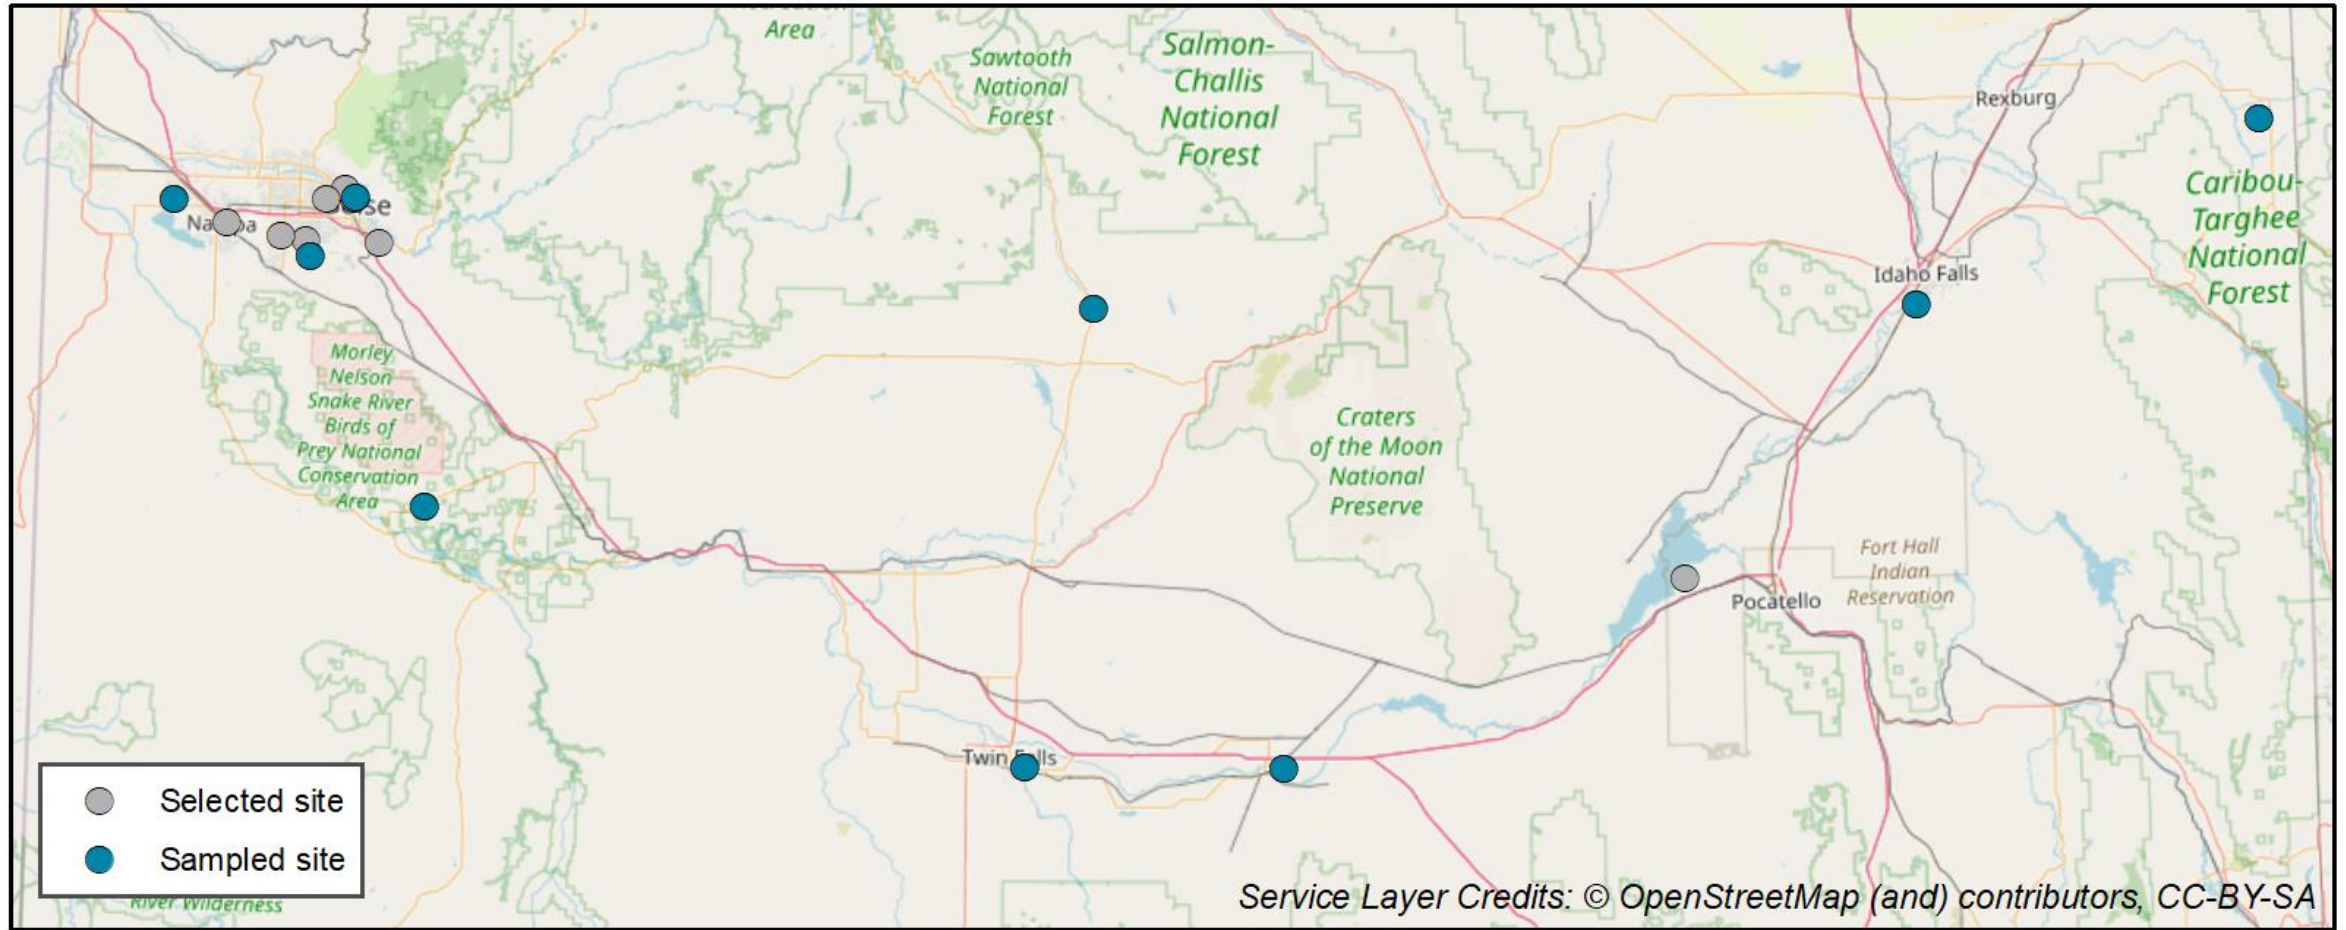 Area
Sawtooth
National
Forest
Salmon-
Challis
National
Forest
Rexburg
Caribou-
Targhee
National
Forest
Idaho Falls
Morley
Nelson
Snake River
Birds of
Prey National
Conservation
Area
Craters
of the Moon
National
Preserve
Fort Hall
Indian
Reservation
Pocatello
Twin Falls
Selected site
Sampled site
River Wilderness
Service Layer Credits: © OpenStreetMap (and) contributors, CC-BY-SA